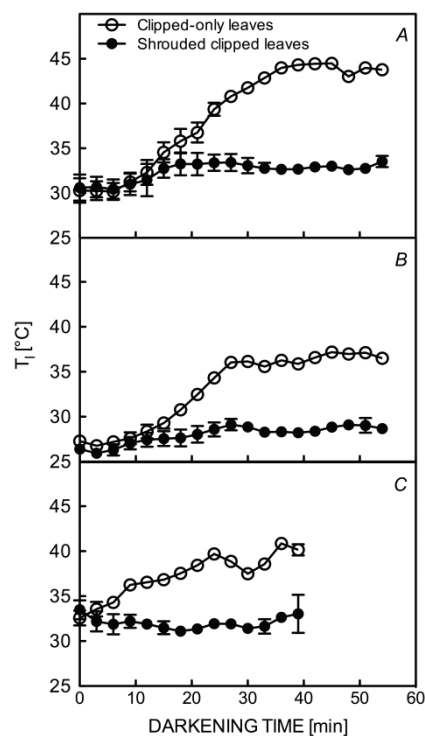 Clipped-only leaves
Shrouded clipped leaves
A
45
40
35
30
25
B
45
40
35
30
25
C
45
40
35
30
25
Tl [°C]
0 10 20 30 40 50 60
DARKENING TIME [min]